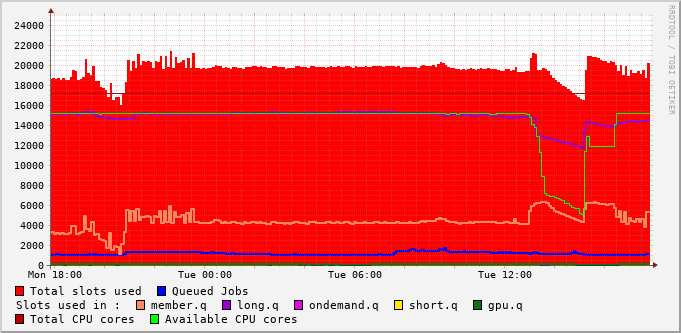 24000
22000
20000
18000
16000
14000
12000
10000
8000
6000
4000
2000
0
Mon 18:00 Tue 00:00 Tue 06:00 Tue 12:00
RRDTOOL / TOBI OETIKER
Total slots used Queued Jobs
Slots used in : member.q long.q ondemand.q short.q gpu.q
Total CPU cores Available CPU cores